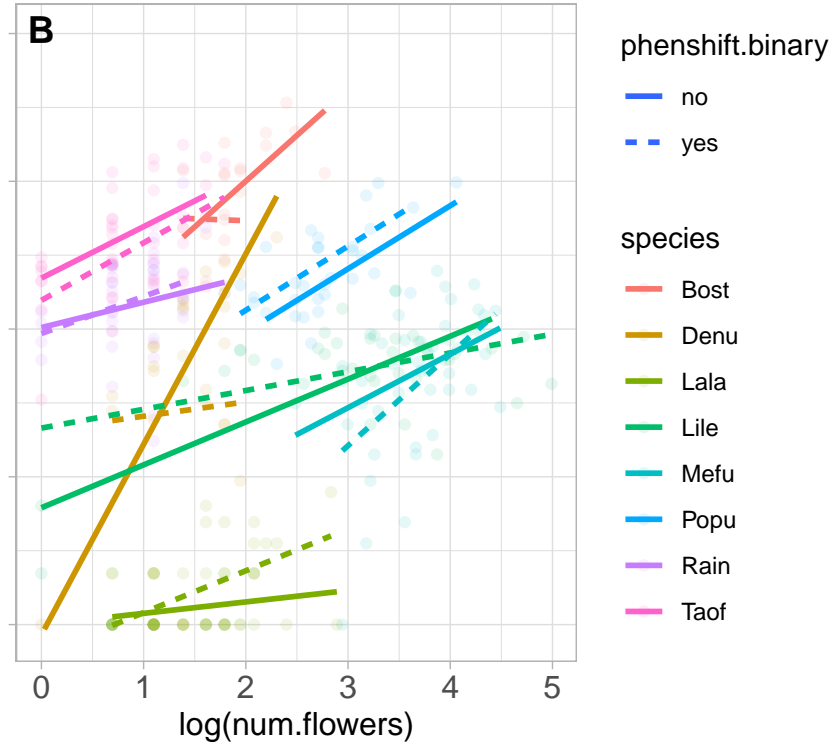 B
0 1 2 3 4 5
log(num.flowers)
phenshift.binary
no
yes
species
Bost
Denu
Lala
Lile
Mefu
Popu
Rain
Taof